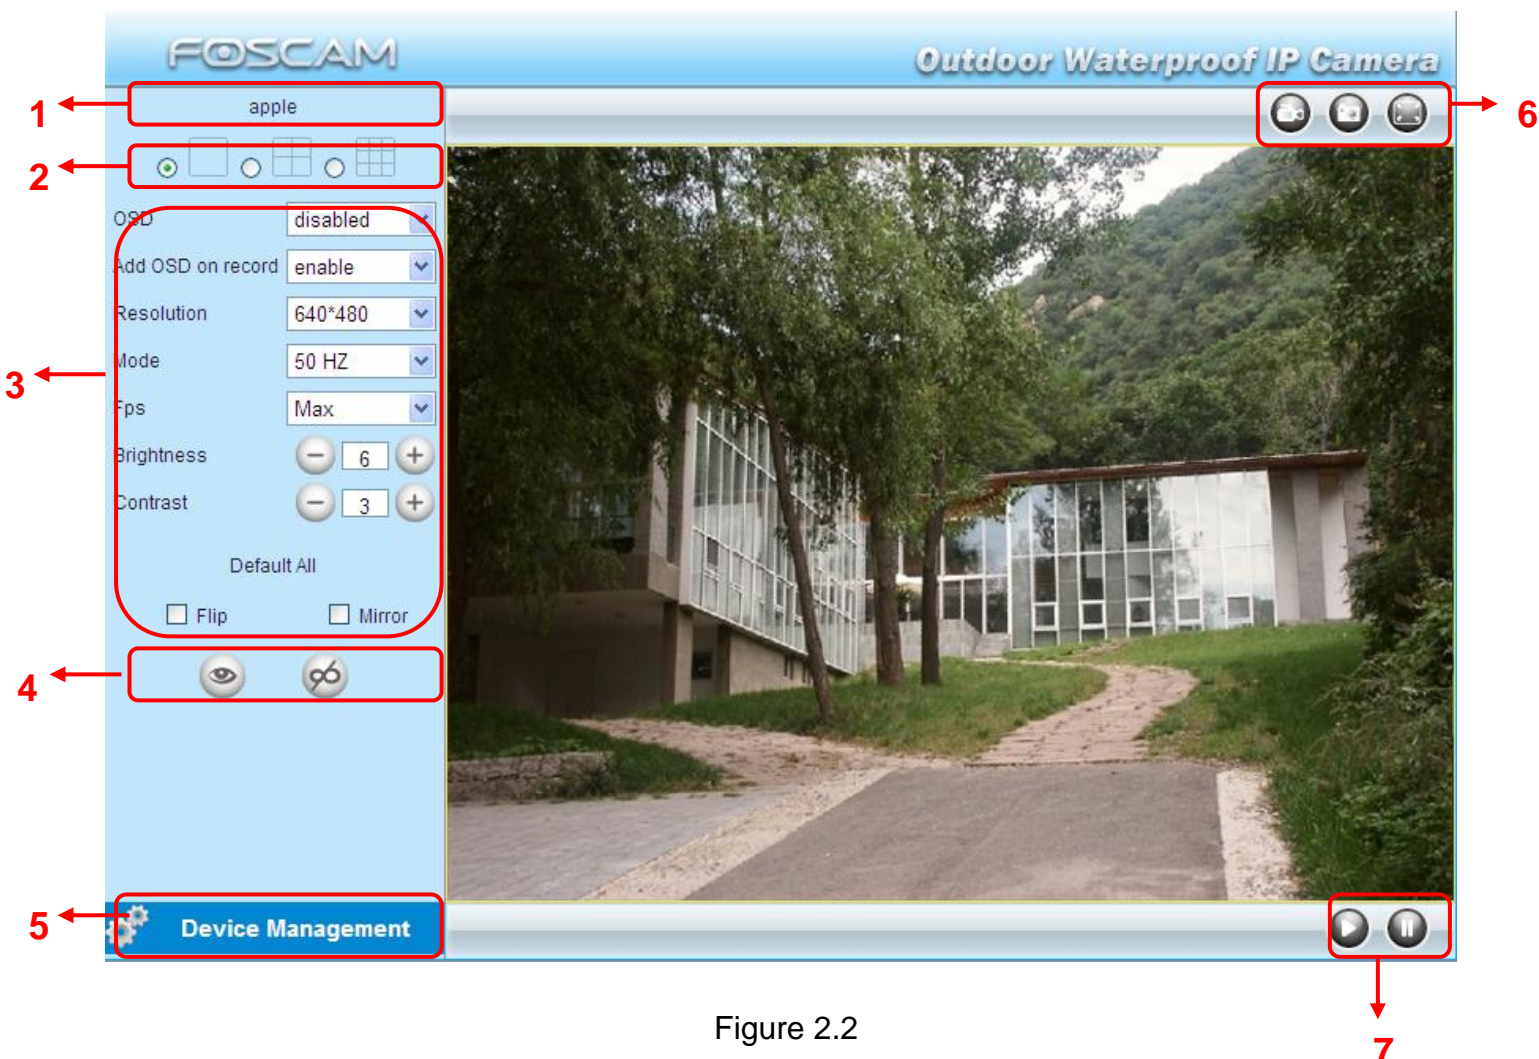 FOSCAM
Outdoor Waterproof IP Camera
1
apple
6
2
OSD disabled
Add OSD on record enable
Resolution 640*480
Mode 50 HZ
3
Fps Max
Brightness 6
Contrast 3
Default All
Flip Mirror
4
5
Device Management
7
Figure 2.2